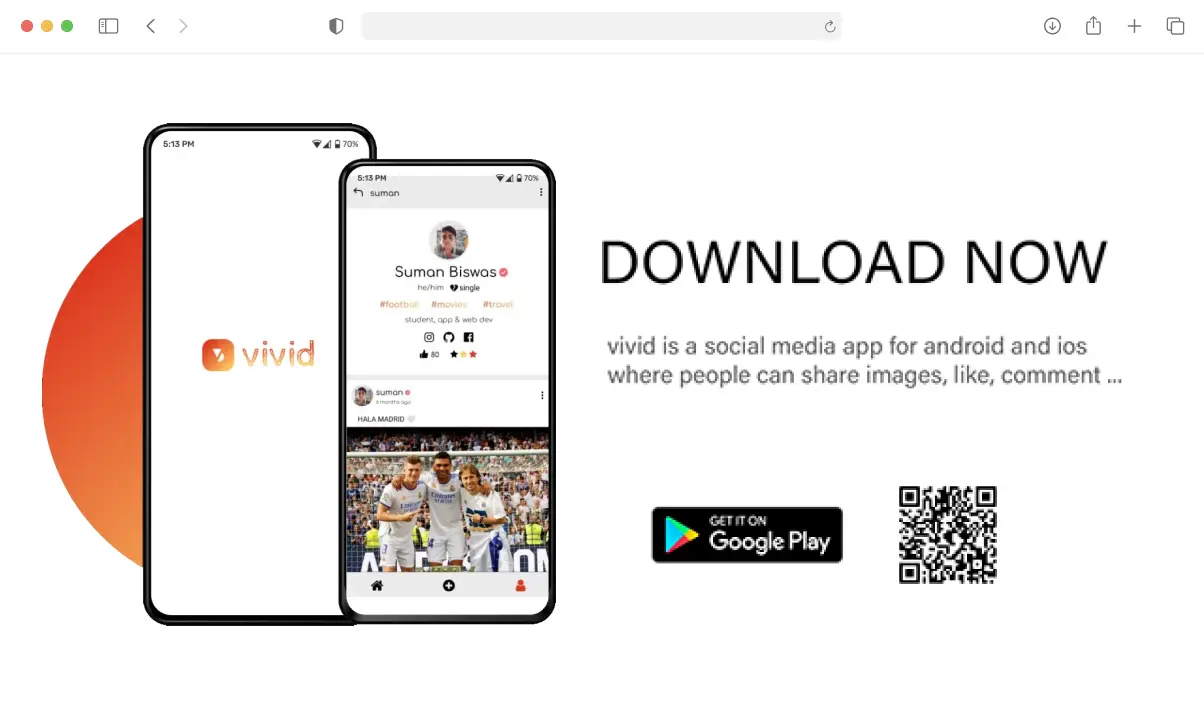 5:13 PM
70%
vivid
5:13 PM
70%
suman
Suman Biswas
he/him single
#football #movies #travel
student, app & web dev
80
suman
6 months ago
HALA MADRID
DOWNLOAD NOW
vivid is a social media app for android and ios
where people can share images, like, comment ...
GET IT ON
Google Play